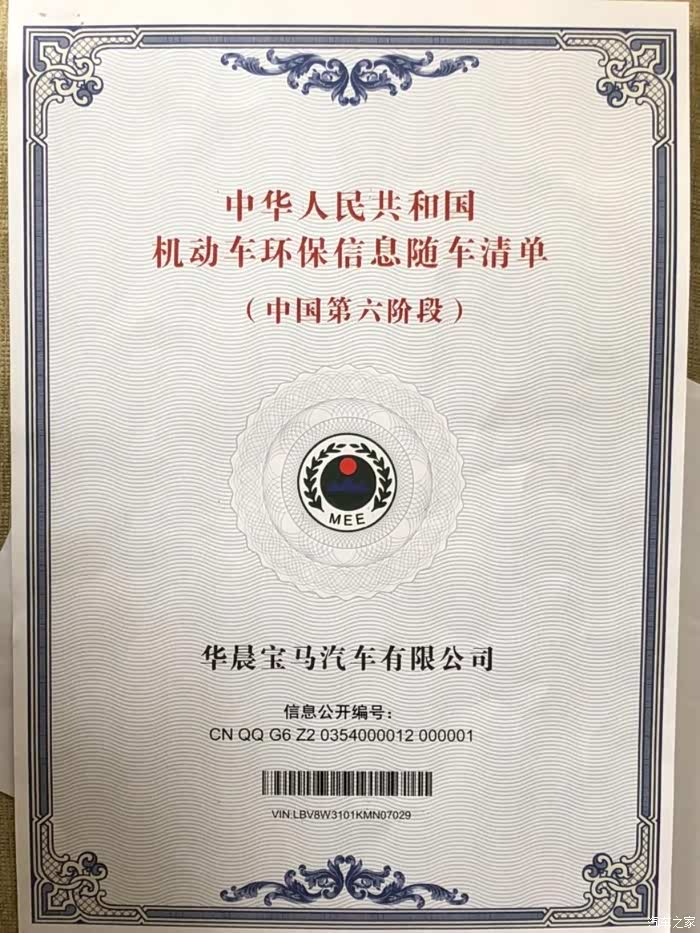 中华人民共和国
机动车环保信息随车清单
（中国第六阶段）
MEE
华晨宝马汽车有限公司
信息公开编号：
CN QQ G6 Z2 0354000012 000001
VIN:LBV8W3101KMN07029
汽车之家